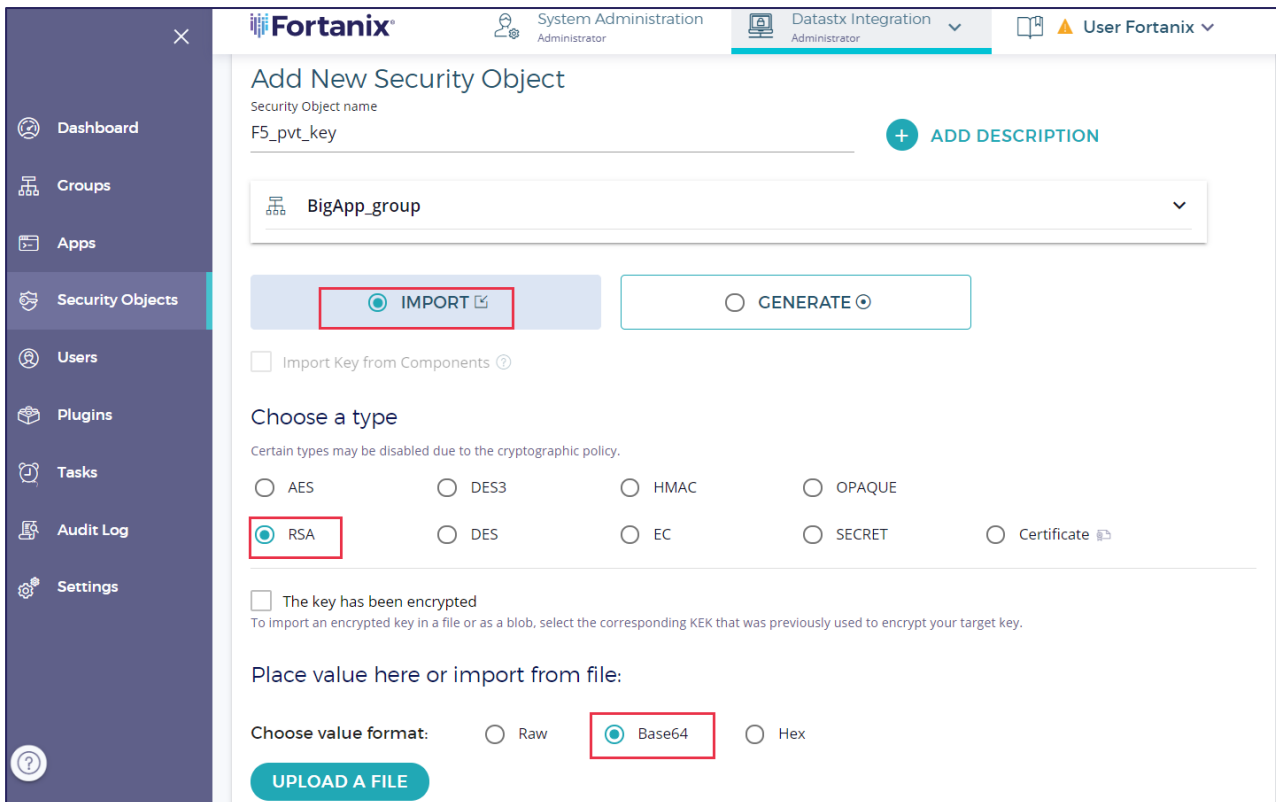 Fortanix
System Administration
Administrator
Datastx Integration
Administrator
User Fortanix
Dashboard
Groups
Apps
Security Objects
Users
Plugins
Tasks
Audit Log
Settings
Add New Security Object
Security Object name
F5_pvt_key
ADD DESCRIPTION
BigApp_group
IMPORT
GENERATE
Import Key from Components
Choose a type
Certain types may be disabled due to the cryptographic policy.
AES DES3 HMAC OPAQUE
RSA DES EC SECRET Certificate
The key has been encrypted
To import an encrypted key in a file or as a blob, select the corresponding KEK that was previously used to encrypt your target key.
Place value here or import from file:
Choose value format: Raw Base64 Hex
UPLOAD A FILE